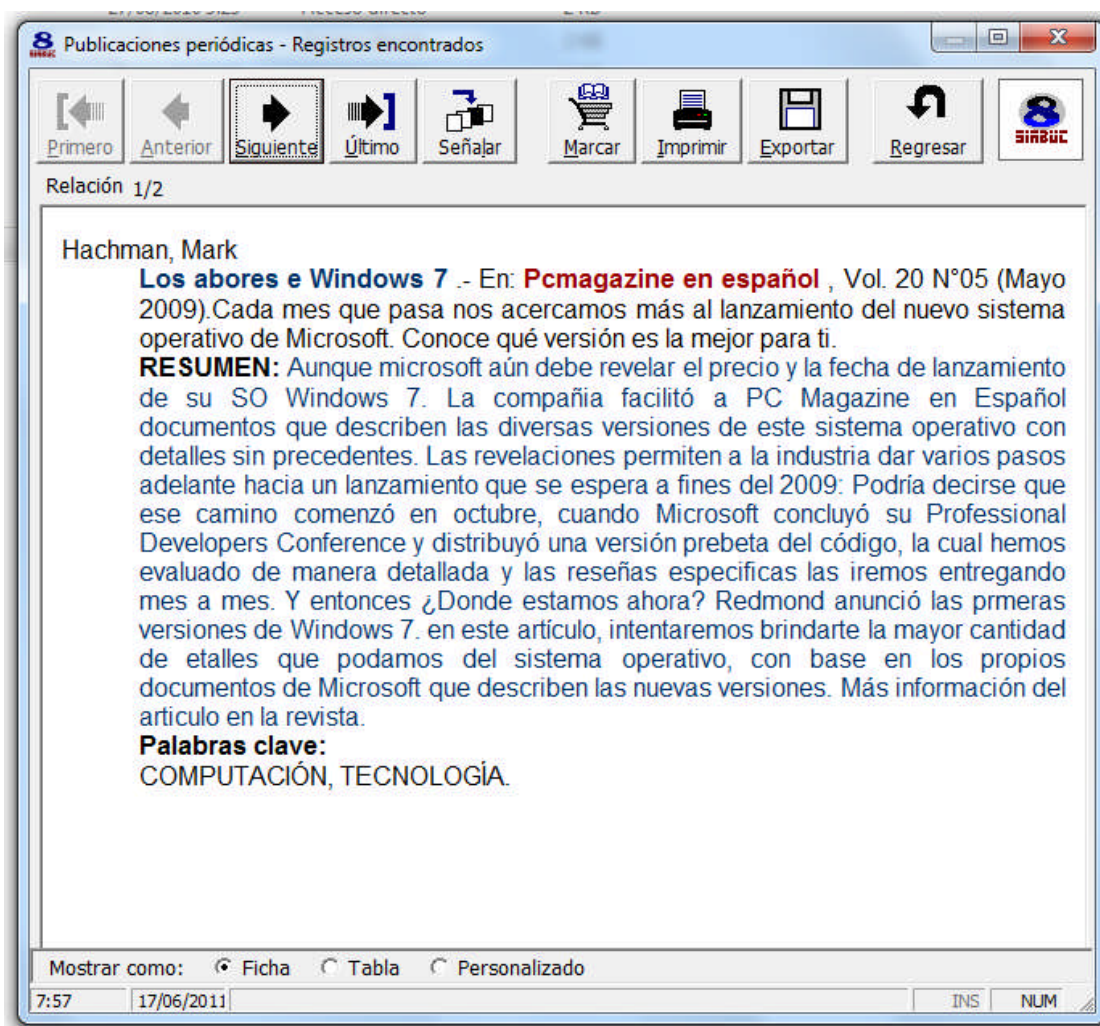 Publicaciones periódicas - Registros encontrados
Primero Anterior Siguiente Último Señalar Marcar Imprimir Exportar Regresar
8 SIABUC
Relación 1/2
Hachman, Mark
Los abores e Windows 7 .- En: Pcmagazine en español , Vol. 20 N°05 (Mayo
2009).Cada mes que pasa nos acercamos más al lanzamiento del nuevo sistema
operativo de Microsoft. Conoce qué versión es la mejor para ti.
RESUMEN: Aunque microsoft aún debe revelar el precio y la fecha de lanzamiento
de su SO Windows 7. La compañia facilitó a PC Magazine en Español
documentos que describen las diversas versiones de este sistema operativo con
detalles sin precedentes. Las revelaciones permiten a la industria dar varios pasos
adelante hacia un lanzamiento que se espera a fines del 2009: Podría decirse que
ese camino comenzó en octubre, cuando Microsoft concluyó su Professional
Developers Conference y distribuyó una versión prebeta del código, la cual hemos
evaluado de manera detallada y las reseñas especificas las iremos entregando
mes a mes. Y entonces ¿Donde estamos ahora? Redmond anunció las prmeras
versiones de Windows 7. en este artículo, intentaremos brindarte la mayor cantidad
de etalles que podamos del sistema operativo, con base en los propios
documentos de Microsoft que describen las nuevas versiones. Más información del
articulo en la revista.
Palabras clave:
COMPUTACIÓN, TECNOLOGÍA.
Mostrar como: Ficha Tabla Personalizado
7:57 17/06/2011 INS NUM